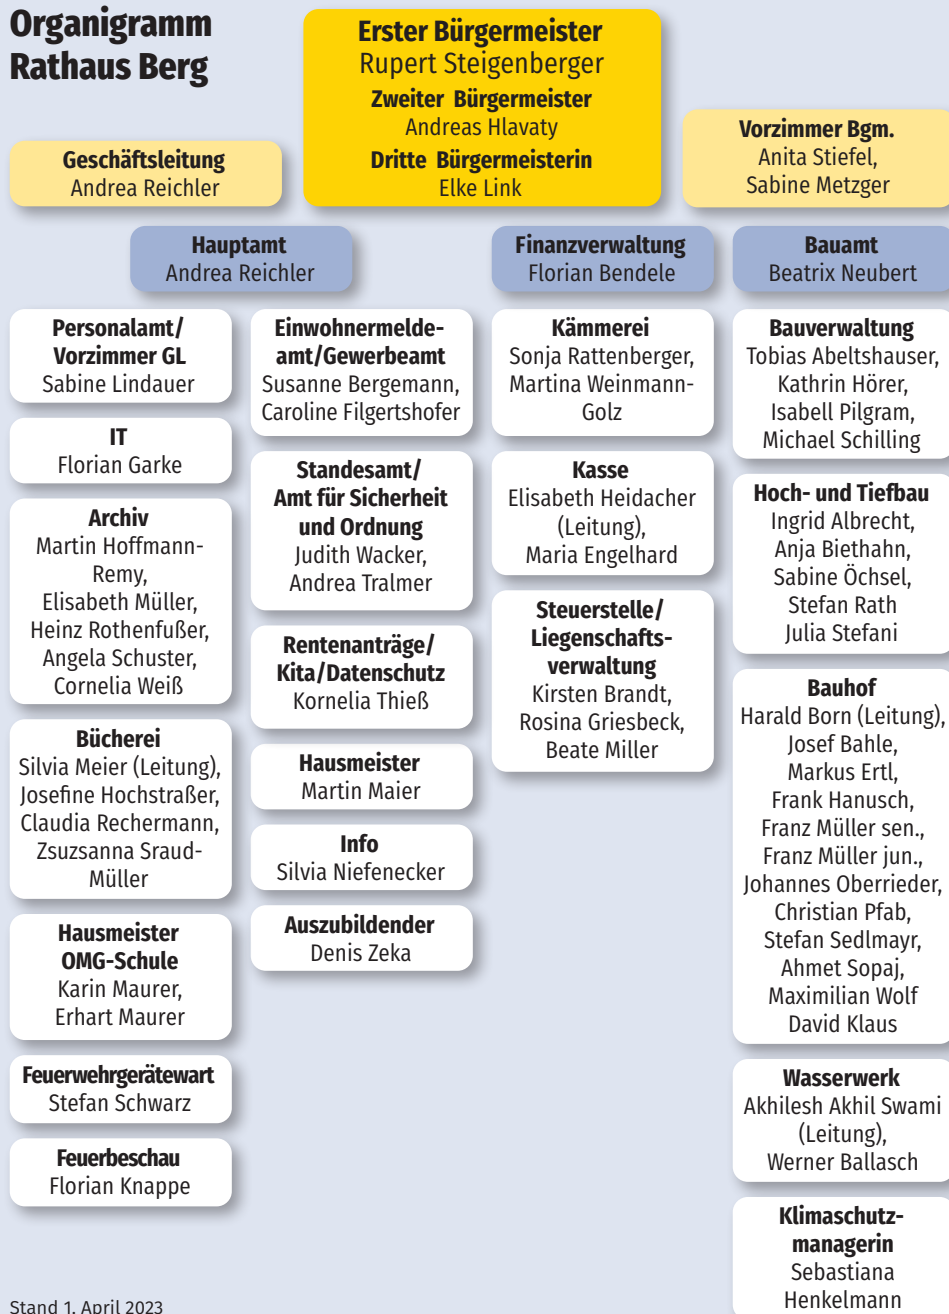 Organigramm
Rathaus Berg
Erster Bürgermeister
Rupert Steigenberger
Zweiter Bürgermeister
Andreas Hlavaty
Dritte Bürgermeisterin
Elke Link
Geschäftsleitung
Andrea Reichler
Vorzimmer Bgm.
Anita Stiefel,
Sabine Metzger
Hauptamt
Andrea Reichler
Finanzverwaltung
Florian Bendele
Bauamt
Beatrix Neubert
Personalamt/
Vorzimmer GL
Sabine Lindauer
IT
Florian Garke
Archiv
Martin Hoffmann-
Remy,
Elisabeth Müller,
Heinz Rothenfußer,
Angela Schuster,
Cornelia Weiß
Bücherei
Silvia Meier (Leitung),
Josefine Hochstraßer,
Claudia Rechermann,
Zsuzsanna Sraud-
Müller
Hausmeister
OMG-Schule
Karin Maurer,
Erhart Maurer
Feuerwehrgerätewart
Stefan Schwarz
Feuerbeschau
Florian Knappe
Einwohnermelde-
amt/Gewerbeamt
Susanne Bergemann,
Caroline Filgertshofer
Standesamt/
Amt für Sicherheit
und Ordnung
Judith Wacker,
Andrea Tralmer
Rentenanträge/
Kita/Datenschutz
Kornelia Thieß
Hausmeister
Martin Maier
Info
Silvia Niefenecker
Auszubildender
Denis Zeka
Kämmerei
Sonja Rattenberger,
Martina Weinmann-
Golz
Kasse
Elisabeth Heidacher
(Leitung),
Maria Engelhard
Steuerstelle/
Liegenschafts-
verwaltung
Kirsten Brandt,
Rosina Griesbeck,
Beate Miller
Bauverwaltung
Tobias Abeltshauser,
Kathrin Hörer,
Isabell Pilgram,
Michael Schilling
Hoch- und Tiefbau
Ingrid Albrecht,
Anja Biethahn,
Sabine Öchsel,
Stefan Rath
Julia Stefani
Bauhof
Harald Born (Leitung),
Josef Bahle,
Markus Ertl,
Frank Hanusch,
Franz Müller sen.,
Franz Müller jun.,
Johannes Oberrieder,
Christian Pfab,
Stefan Sedlmayr,
Ahmet Sopaj,
Maximilian Wolf
David Klaus
Wasserwerk
Akhilesh Akhil Swami
(Leitung),
Werner Ballasch
Klimaschutz-
managerin
Sebastiana
Henkelmann
Stand 1. April 2023